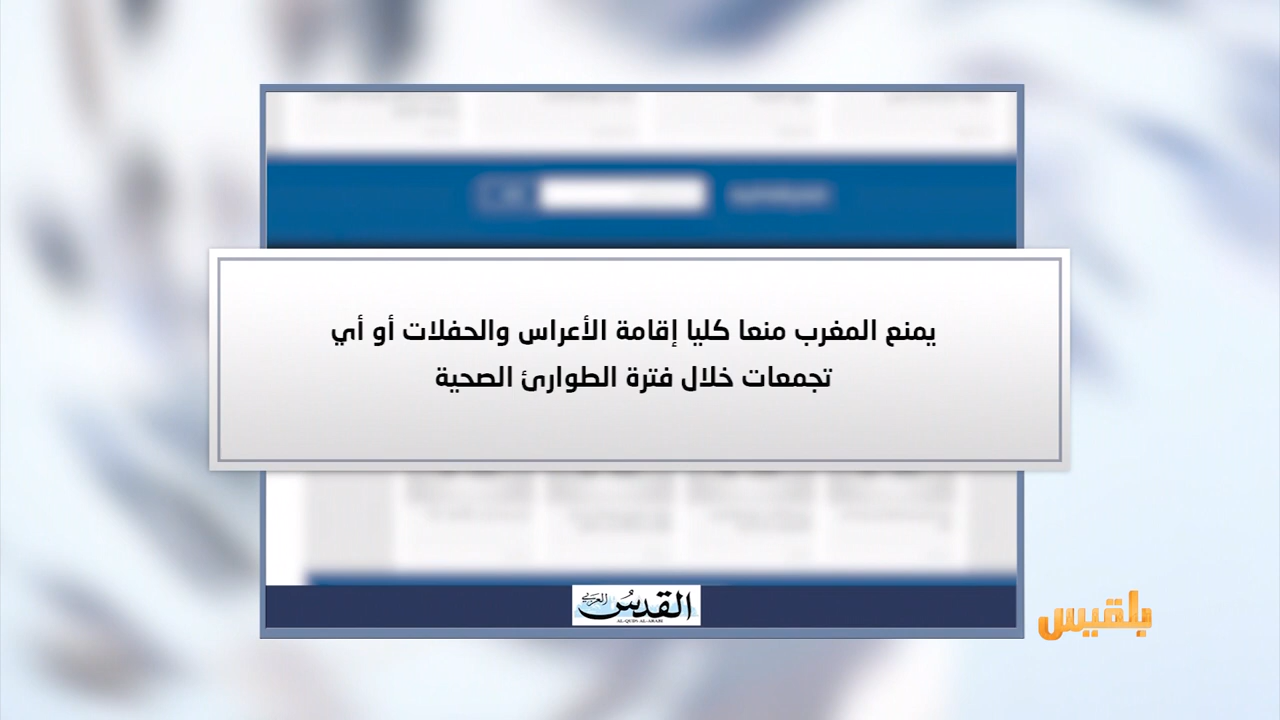 يمنع المغرب منعا كليا إقامة الأعراس والحفلات أو أي
تجمعات خلال فترة الطوارئ الصحية
القدس العربي
AL-QUDS AL-ARABI
بلقيس